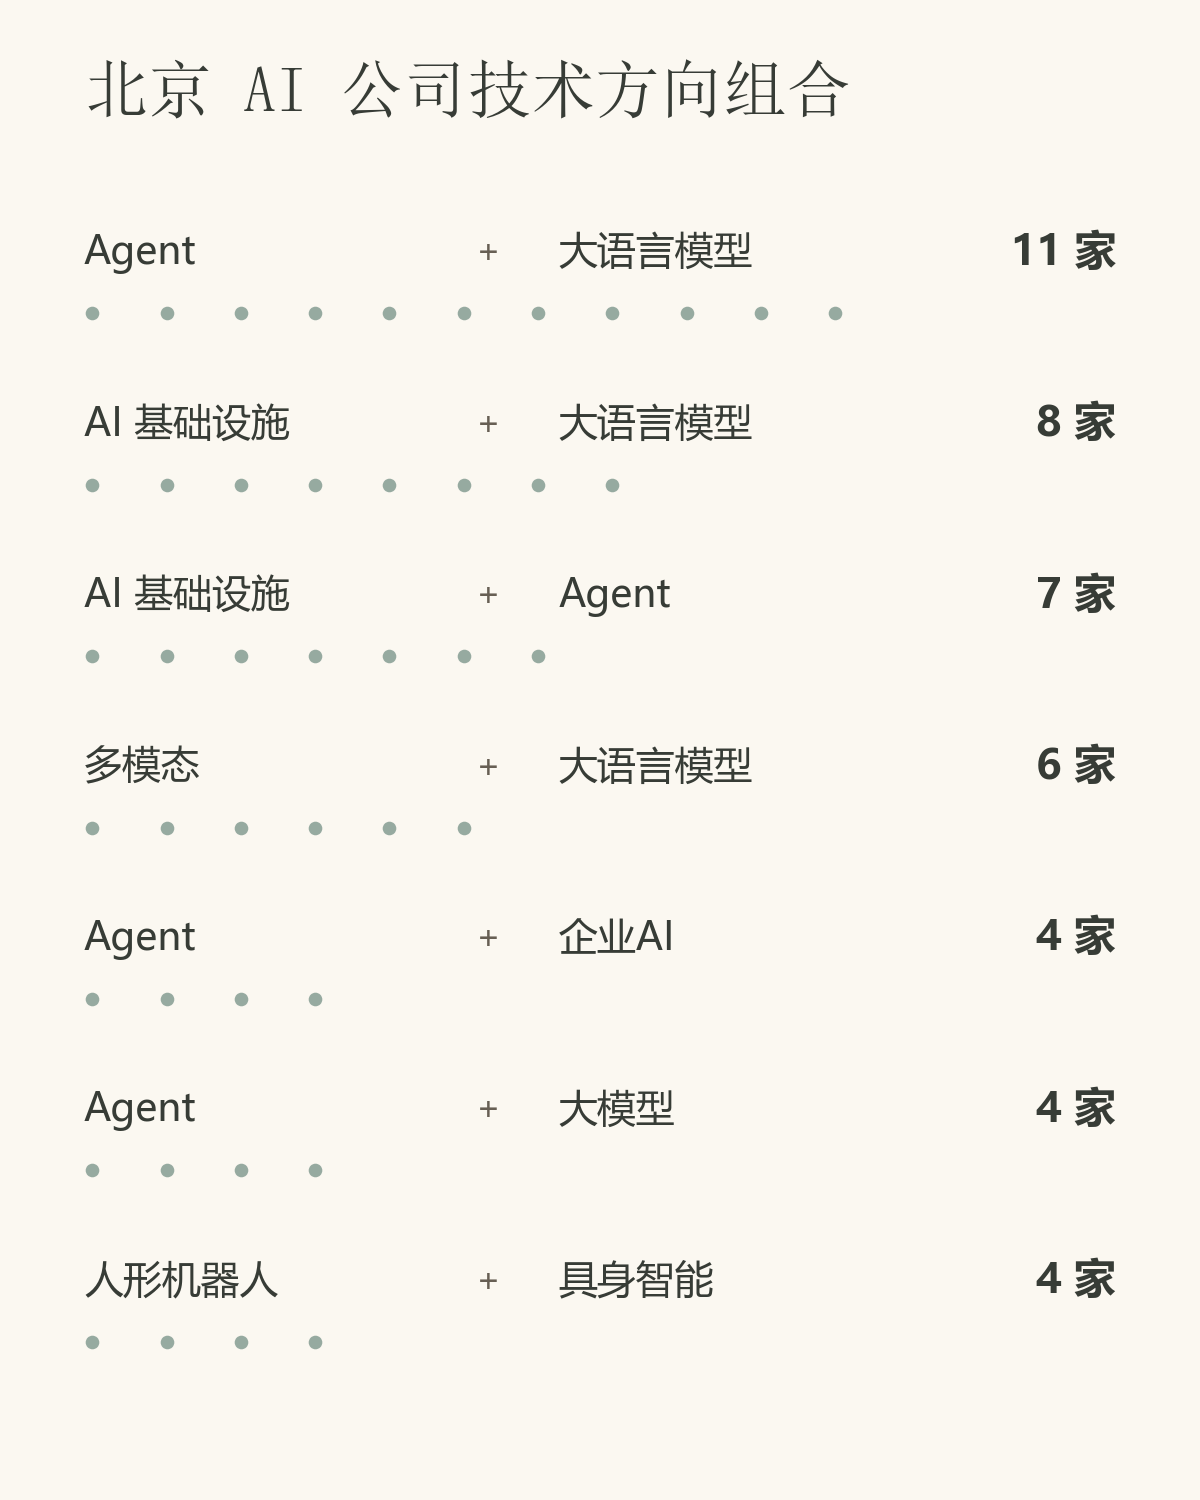 北京 AI 公司技术方向组合
Agent + 大语言模型 11 家
AI 基础设施 + 大语言模型 8 家
AI 基础设施 + Agent 7 家
多模态 + 大语言模型 6 家
Agent + 企业AI 4 家
Agent + 大模型 4 家
人形机器人 + 具身智能 4 家